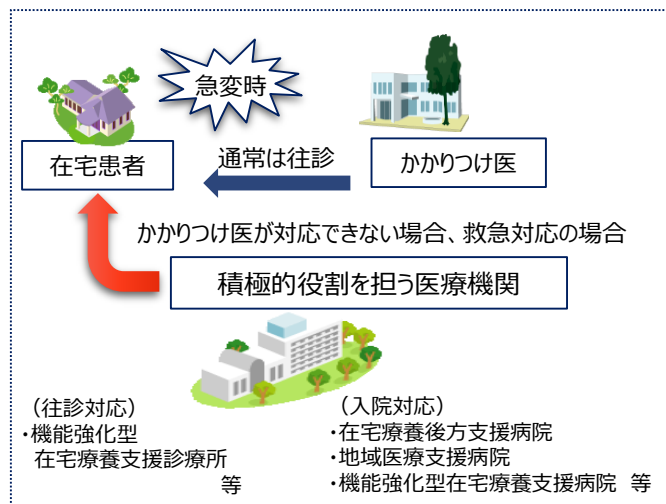 急変時
在宅患者
通常は往診
かかりつけ医
かかりつけ医が対応できない場合、救急対応の場合
積極的役割を担う医療機関
（往診対応）
・機能強化型
在宅療養支援診療所
等
（入院対応）
・在宅療養後方支援病院
・地域医療支援病院
・機能強化型在宅療養支援病院 等